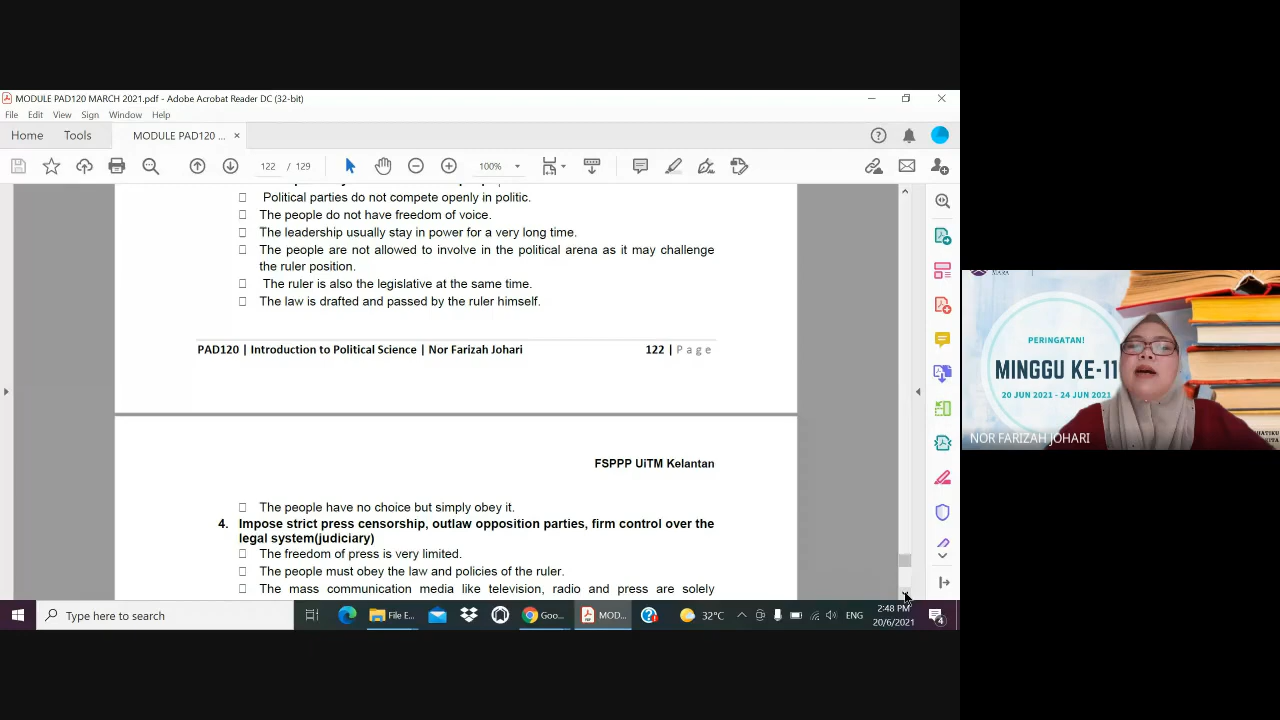 MODULE PAD120 MARCH 2021.pdf - Adobe Acrobat Reader DC (32-bit)
File Edit View Sign Window Help
Home Tools MODULE PAD120 ... ×
122 / 129 100%
Political parties do not compete openly in politic.
The people do not have freedom of voice.
The leadership usually stay in power for a very long time.
The people are not allowed to involve in the political arena as it may challenge
the ruler position.
The ruler is also the legislative at the same time.
The law is drafted and passed by the ruler himself.
PAD120 | Introduction to Political Science | Nor Farizah Johari 122 | Page
FSPPP UiTM Kelantan
The people have no choice but simply obey it.
4. Impose strict press censorship, outlaw opposition parties, firm control over the
legal system(judiciary)
The freedom of press is very limited.
The people must obey the law and policies of the ruler.
The mass communication media like television, radio and press are solely
Type here to search
File E...
Goo...
MOD...
32°C
ENG
2:48 PM
20/6/2021
4
PERINGATAN!
MINGGU KE-11
20 JUN 2021 - 24 JUN 2021
NOR FARIZAH JOHARI